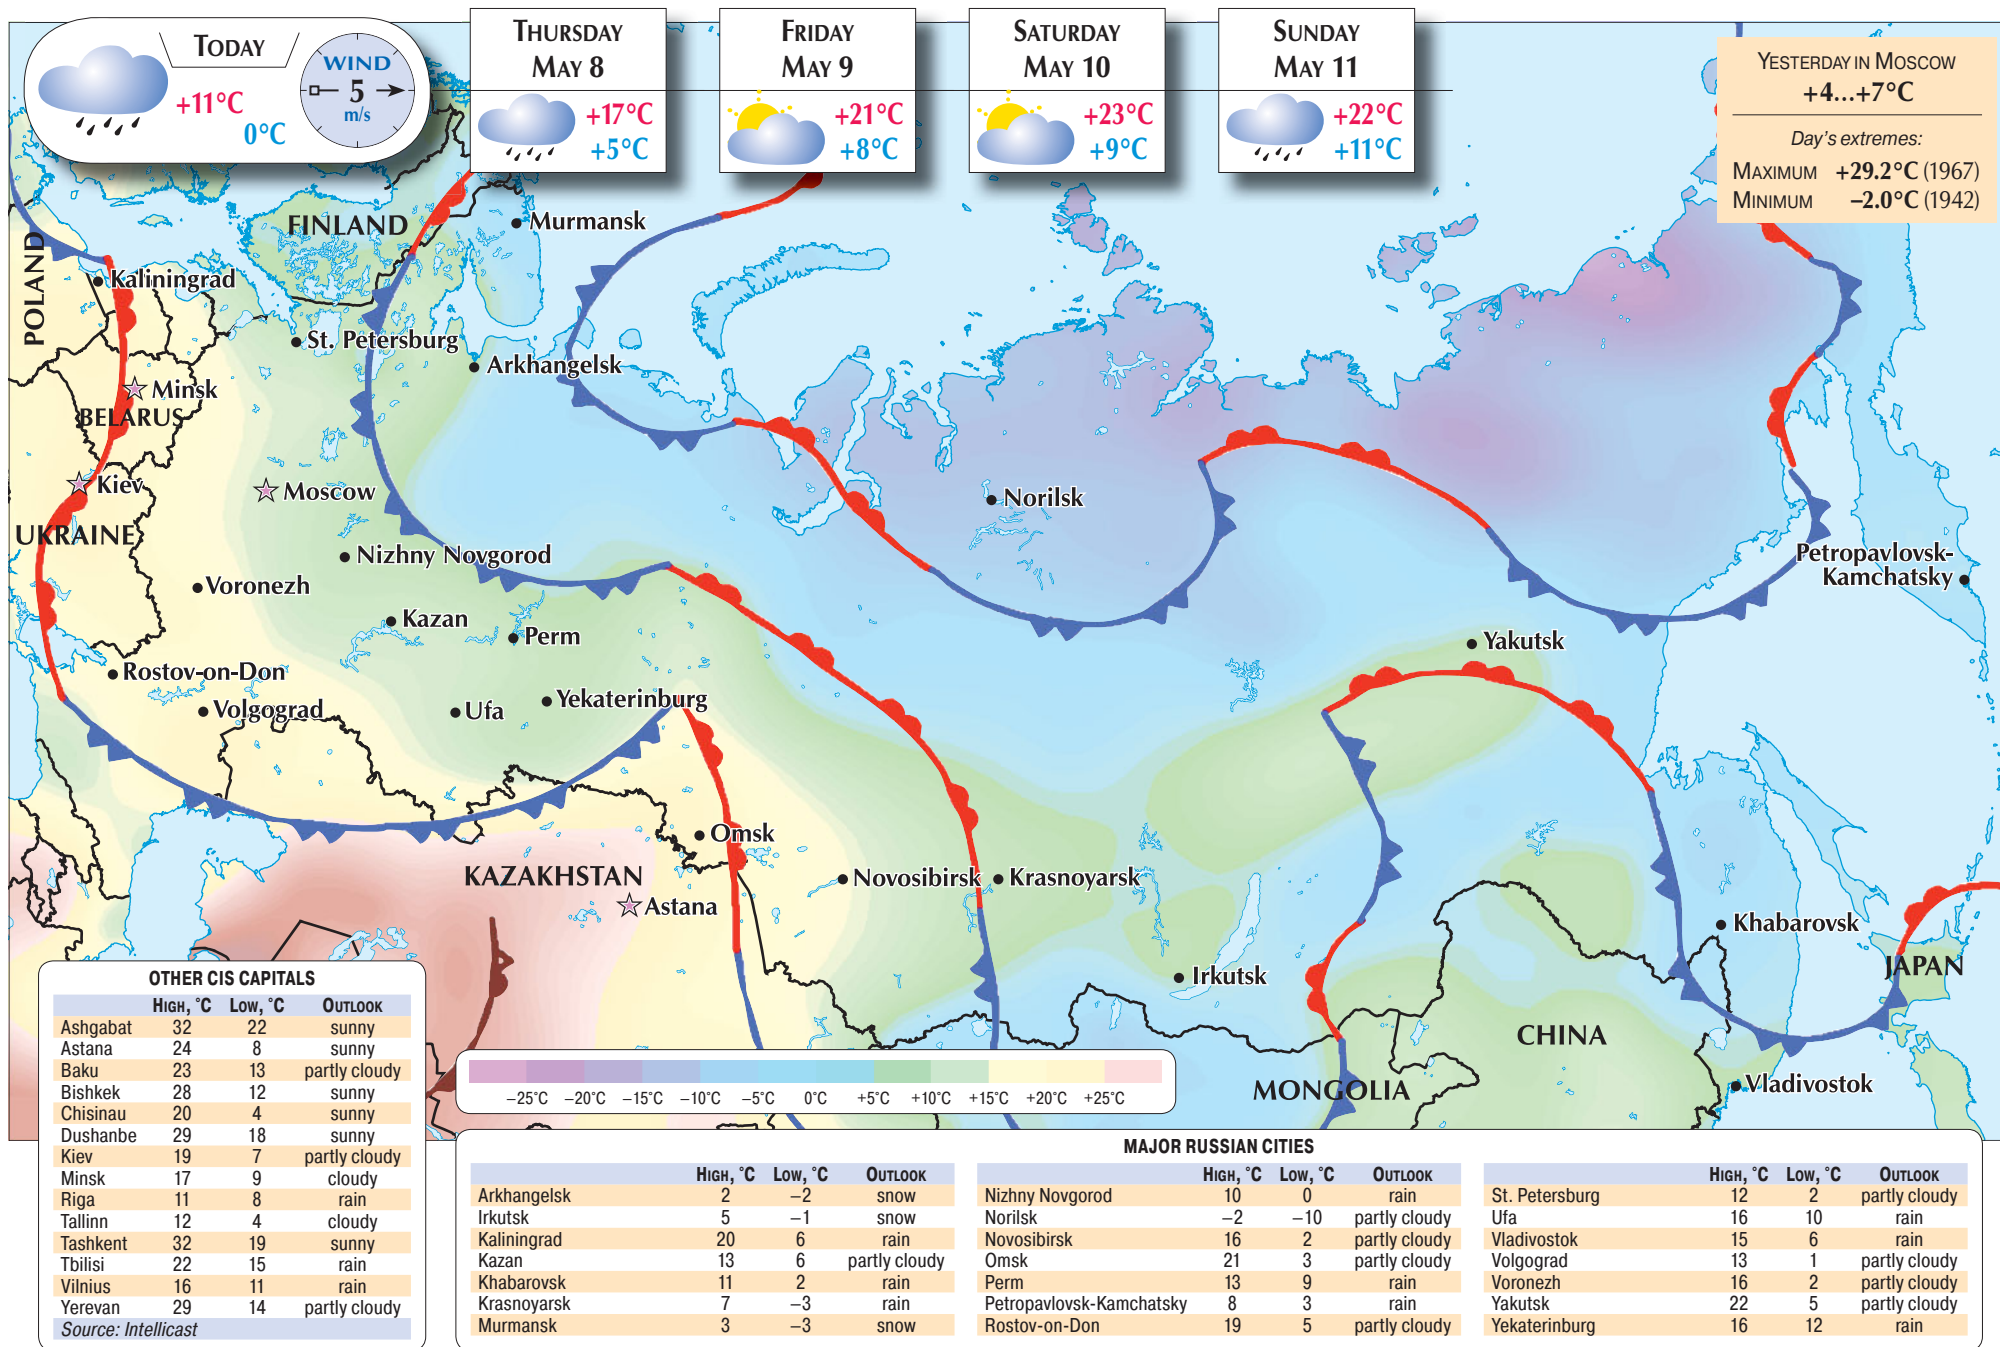 TODAY
+11°C
0°C
WIND
5
m/s
THURSDAY
MAY 8
+17°C
+5°C
FRIDAY
MAY 9
+21°C
+8°C
SATURDAY
MAY 10
+23°C
+9°C
SUNDAY
MAY 11
+22°C
+11°C
YESTERDAY IN MOSCOW
+4...+7°C
Day's extremes:
MAXIMUM +29.2°C (1967)
MINIMUM –2.0°C (1942)
FINLAND
Murmansk
POLAND
Kaliningrad
St. Petersburg
Arkhangelsk
Minsk
BELARUS
Kiev
Moscow
Norilsk
UKRAINE
Nizhny Novgorod
Petropavlovsk-
Kamchatsky
Voronezh
Kazan
Perm
Yakutsk
Rostov-on-Don
Volgograd
Ufa
Yekaterinburg
Omsk
KAZAKHSTAN
Astana
Novosibirsk
Krasnoyarsk
Khabarovsk
Irkutsk
JAPAN
CHINA
MONGOLIA
Vladivostok
–25°C –20°C –15°C –10°C –5°C 0°C +5°C +10°C +15°C +20°C +25°C
OTHER CIS CAPITALS
HIGH, °C LOW, °C OUTLOOK
Ashgabat 32 22 sunny
Astana 24 8 sunny
Baku 23 13 partly cloudy
Bishkek 28 12 sunny
Chisinau 20 4 sunny
Dushanbe 29 18 sunny
Kiev 19 7 partly cloudy
Minsk 17 9 cloudy
Riga 11 8 rain
Tallinn 12 4 cloudy
Tashkent 32 19 sunny
Tbilisi 22 15 rain
Vilnius 16 11 rain
Yerevan 29 14 partly cloudy
Source: Intellicast
MAJOR RUSSIAN CITIES
HIGH, °C LOW, °C OUTLOOK
Arkhangelsk 2 –2 snow
Irkutsk 5 –1 snow
Kaliningrad 20 6 rain
Kazan 13 6 partly cloudy
Khabarovsk 11 2 rain
Krasnoyarsk 7 –3 rain
Murmansk 3 –3 snow
HIGH, °C LOW, °C OUTLOOK
Nizhny Novgorod 10 0 rain
Norilsk –2 –10 partly cloudy
Novosibirsk 16 2 partly cloudy
Omsk 21 3 partly cloudy
Perm 13 9 rain
Petropavlovsk-Kamchatsky 8 3 rain
Rostov-on-Don 19 5 partly cloudy
HIGH, °C LOW, °C OUTLOOK
St. Petersburg 12 2 partly cloudy
Ufa 16 10 rain
Vladivostok 15 6 rain
Volgograd 13 1 partly cloudy
Voronezh 16 2 partly cloudy
Yakutsk 22 5 partly cloudy
Yekaterinburg 16 12 rain